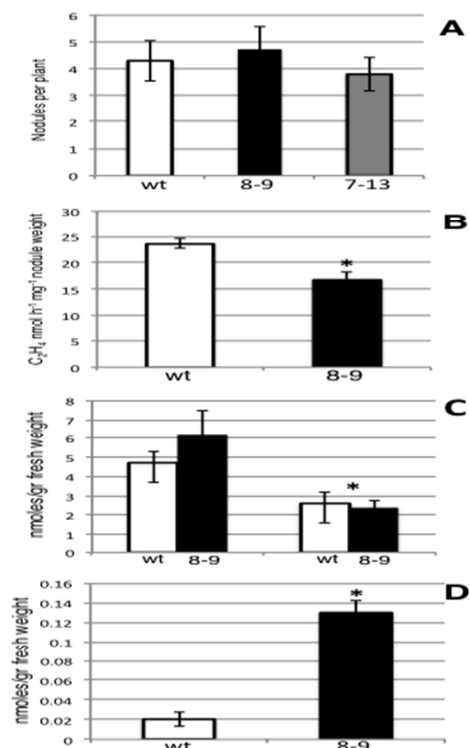 A
Nodules per plant
6
5
4
3
2
1
0
wt 8-9 7-13
B
C₂H₄ nmol h⁻¹ mg⁻¹ nodule weight
30
25
20
15
10
5
0
*
wt 8-9
C
nmoles/gr fresh weight
8
7
6
5
4
3
2
1
0
*
wt 8-9 wt 8-9
D
nmoles/gr fresh weight
0.16
0.14
0.12
0.1
0.08
0.06
0.04
0.02
0
*
wt 8-9